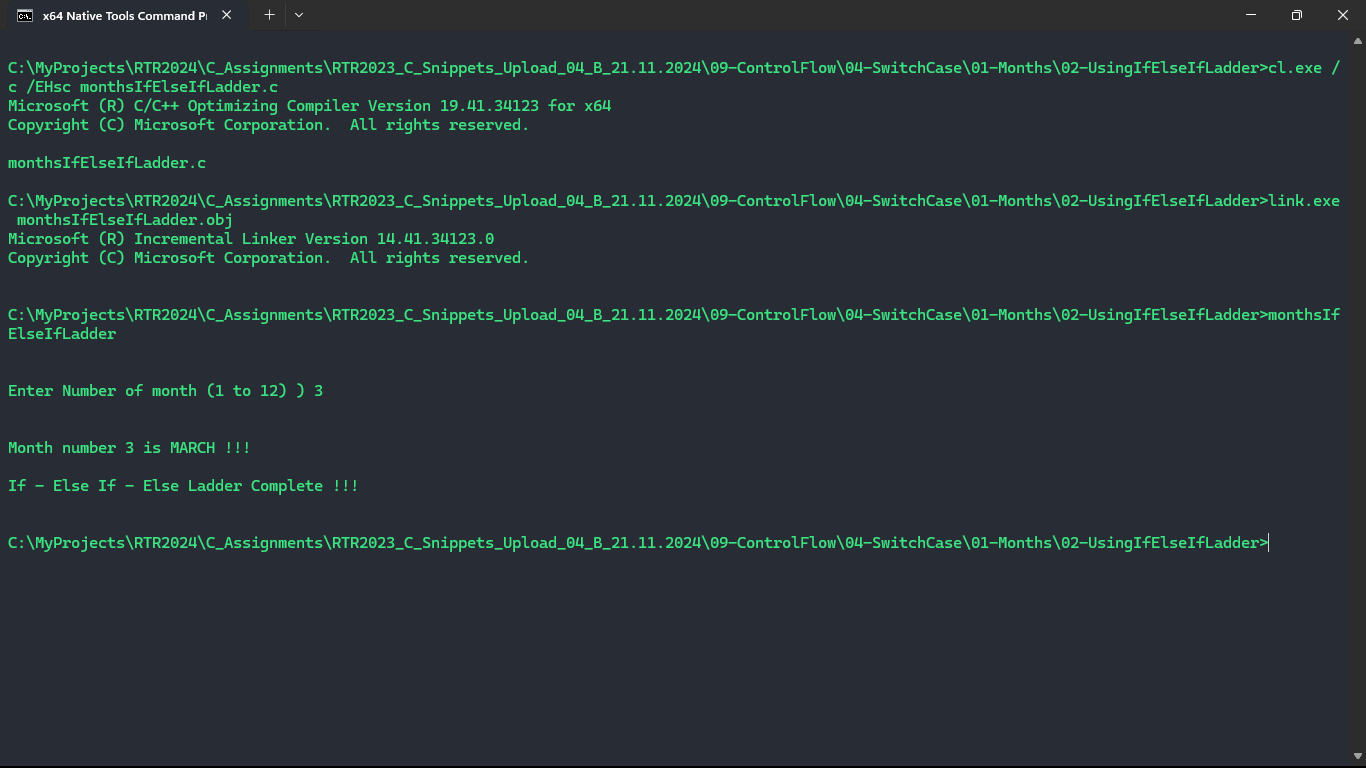 x64 Native Tools Command P
C:\MyProjects\RTR2024\C_Assignments\RTR2023_C_Snippets_Upload_04_B_21.11.2024\09-ControlFlow\04-SwitchCase\01-Months\02-UsingIfElseIfLadder>cl.exe /
c /EHsc monthsIfElseIfLadder.c
Microsoft (R) C/C++ Optimizing Compiler Version 19.41.34123 for x64
Copyright (C) Microsoft Corporation.  All rights reserved.
monthsIfElseIfLadder.c
C:\MyProjects\RTR2024\C_Assignments\RTR2023_C_Snippets_Upload_04_B_21.11.2024\09-ControlFlow\04-SwitchCase\01-Months\02-UsingIfElseIfLadder>link.exe
 monthsIfElseIfLadder.obj
Microsoft (R) Incremental Linker Version 14.41.34123.0
Copyright (C) Microsoft Corporation.  All rights reserved.
C:\MyProjects\RTR2024\C_Assignments\RTR2023_C_Snippets_Upload_04_B_21.11.2024\09-ControlFlow\04-SwitchCase\01-Months\02-UsingIfElseIfLadder>monthsIf
ElseIfLadder
Enter Number of month (1 to 12) ) 3
Month number 3 is MARCH !!!
If - Else If - Else Ladder Complete !!!
C:\MyProjects\RTR2024\C_Assignments\RTR2023_C_Snippets_Upload_04_B_21.11.2024\09-ControlFlow\04-SwitchCase\01-Months\02-UsingIfElseIfLadder>